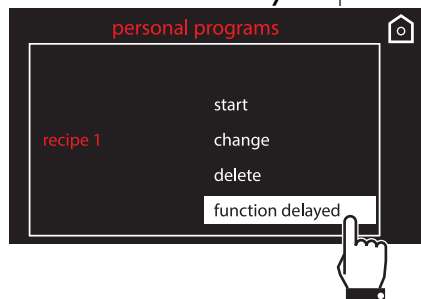 personal programs
start
recipe 1
change
delete
function delayed